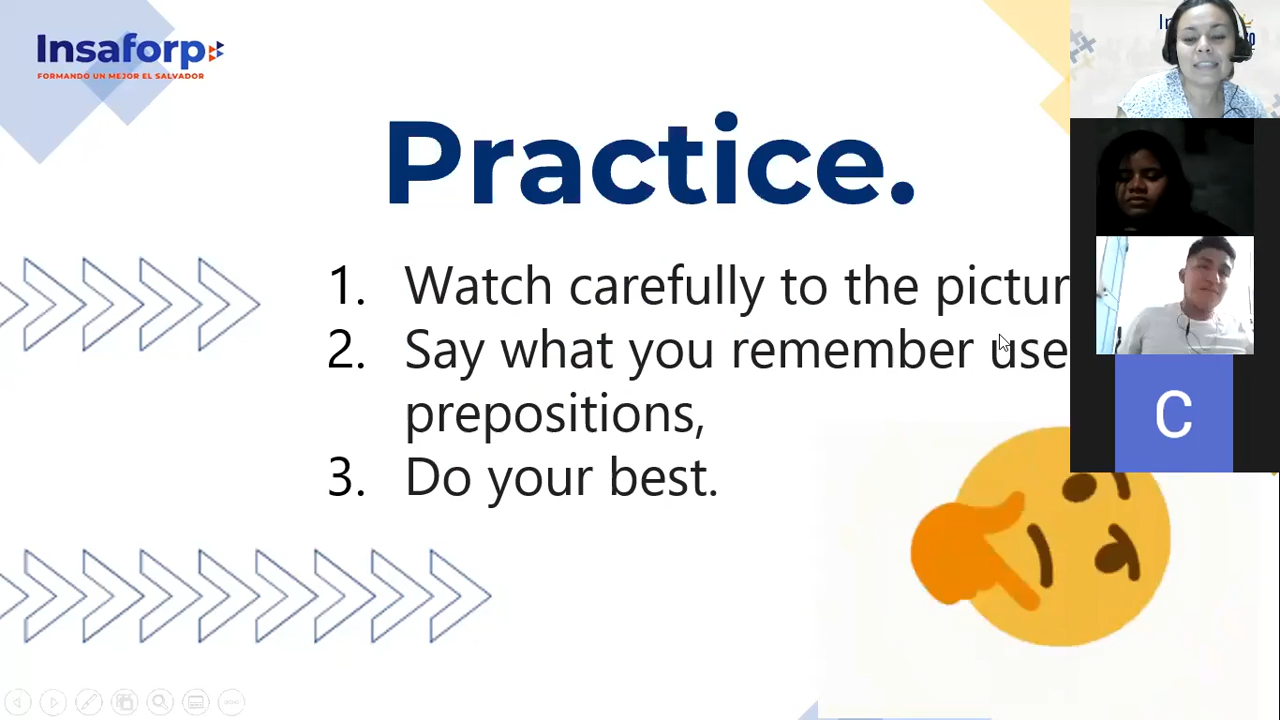 Insaforp
FORMANDO UN MEJOR EL SALVADOR
Practice.
1. Watch carefully to the pictur
2. Say what you remember use
prepositions,
3. Do your best.
C